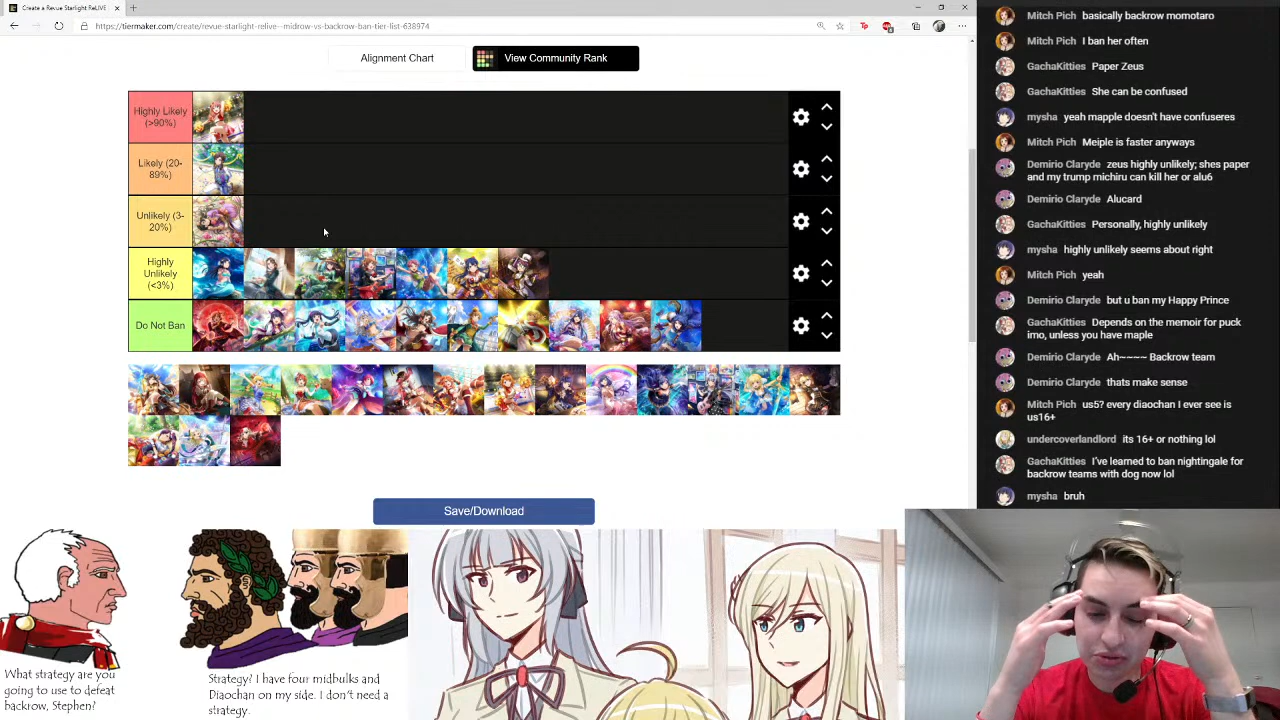 Create a Revue Starlight ReLIVE
https://tiermaker.com/create/revue-starlight-relive--midrow-vs-backrow-ban-tier-list-638974
Alignment Chart
View Community Rank
Highly Likely
(>90%)
Likely (20-
89%)
Unlikely (3-
20%)
Highly
Unlikely
(<3%)
Do Not Ban
Save/Download
What strategy are you
going to use to defeat
backrow, Stephen?
Strategy? I have four midbulks and
Diaochan on my side. I don't need a
strategy.
Mitch Pich basically backrow momotaro
Mitch Pich I ban her often
GachaKitties Paper Zeus
GachaKitties She can be confused
mysha yeah mapple doesn't have confuseres
Mitch Pich Meiple is faster anyways
Demirio Claryde zeus highly unlikely; shes paper
and my trump michiru can kill her or alu6
Demirio Claryde Alucard
GachaKitties Personally, highly unlikely
mysha highly unlikely seems about right
Mitch Pich yeah
Demirio Claryde but u ban my Happy Prince
GachaKitties Depends on the memoir for puck
imo, unless you have maple
Demirio Claryde Ah~~~~ Backrow team
Demirio Claryde thats make sense
Mitch Pich us5? every diaochan I ever see is
us16+
undercoverlandlord its 16+ or nothing lol
GachaKitties I've learned to ban nightingale for
backrow teams with dog now lol
mysha bruh